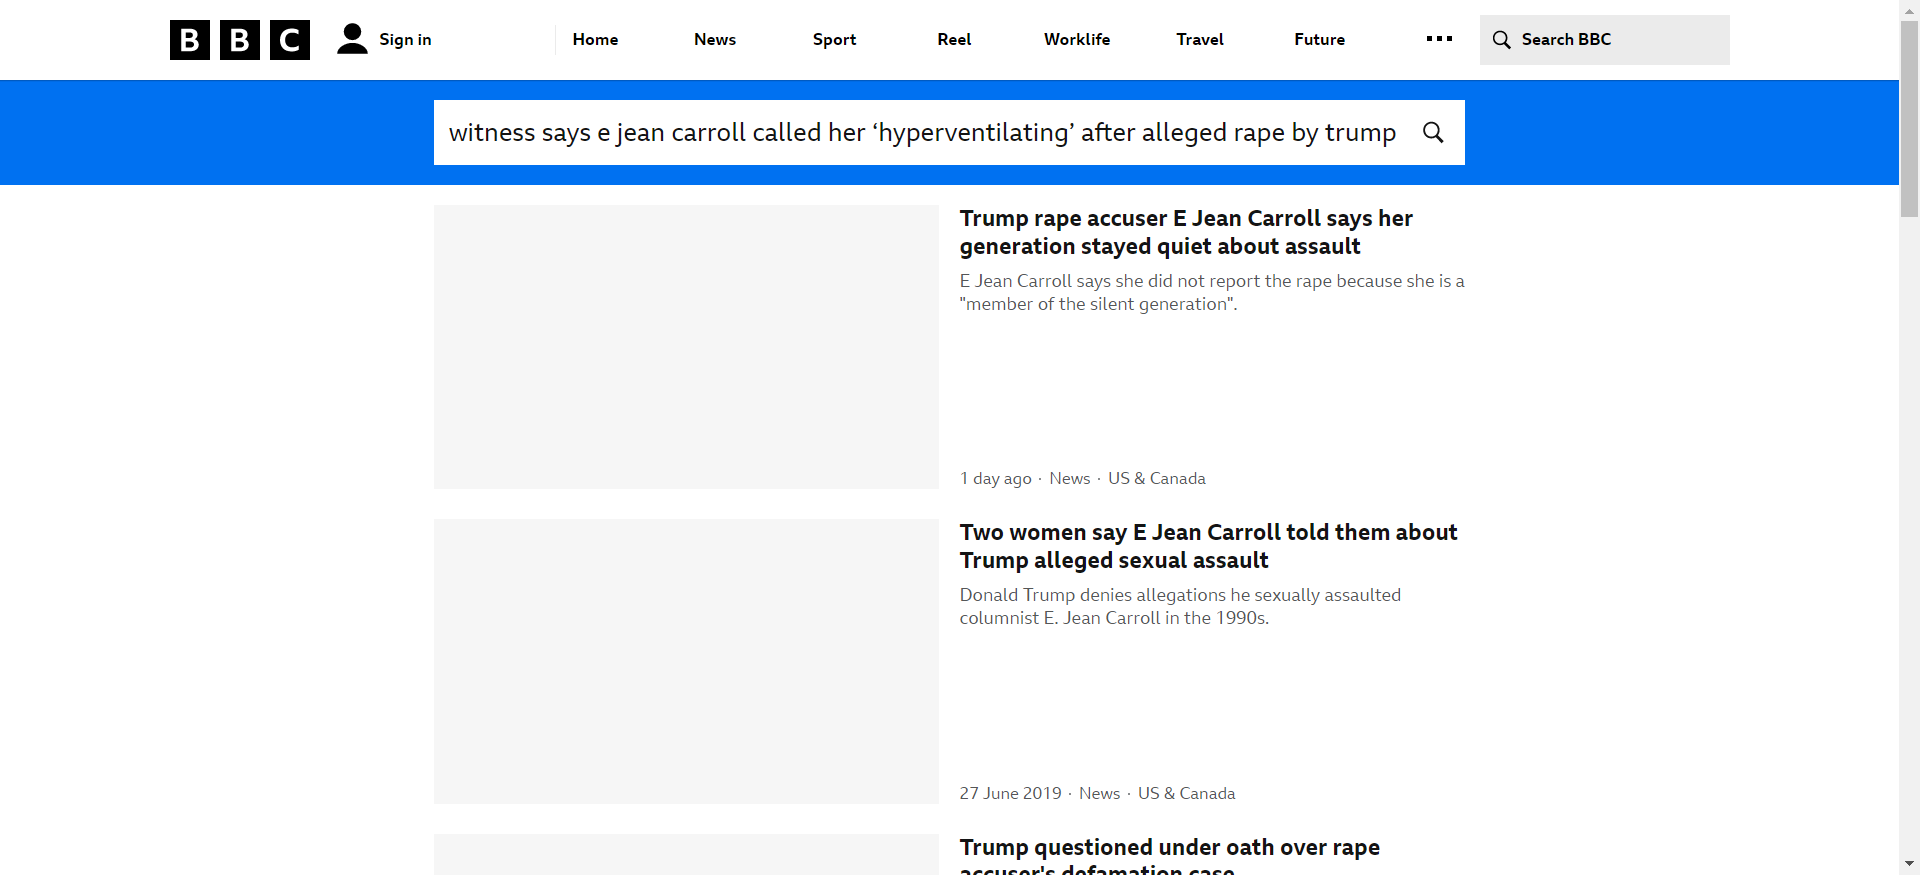 BBC Sign in Home News Sport Reel Worklife Travel Future Search BBC
witness says e jean carroll called her ‘hyperventilating’ after alleged rape by trump
Trump rape accuser E Jean Carroll says her
generation stayed quiet about assault
E Jean Carroll says she did not report the rape because she is a
"member of the silent generation".
1 day ago · News · US & Canada
Two women say E Jean Carroll told them about
Trump alleged sexual assault
Donald Trump denies allegations he sexually assaulted
columnist E. Jean Carroll in the 1990s.
27 June 2019 · News · US & Canada
Trump questioned under oath over rape
accuser's defamation case